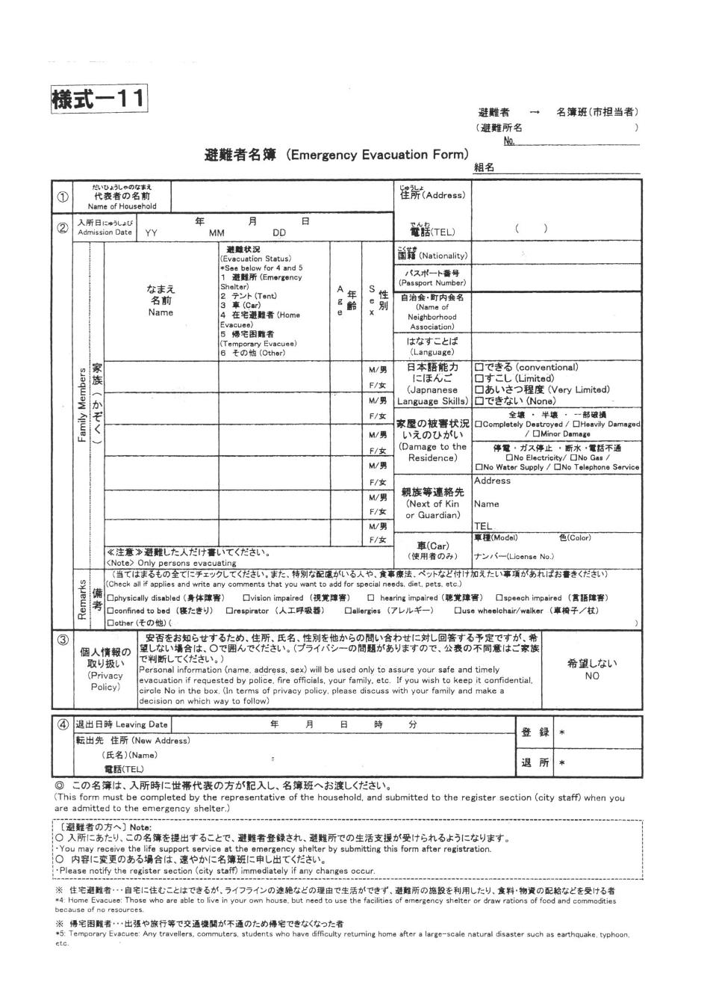 様式－11
避難者 → 名簿班(市担当者)
(避難所名 )
No.
避難者名簿 (Emergency Evacuation Form)
組名
①
だいひょうしゃのなまえ
代表者の名前
Name of Household
じゅうしょ
住所(Address)
②
入所日にゅうしょび
Admission Date
年 月 日
YY MM DD
でんわ
電話(TEL)
( )
Family Members
家族(かぞく)
なまえ
名前
Name
避難状況
(Evacuation Status)
*See below for 4 and 5
1 避難所 (Emergency
Shelter)
2 テント (Tent)
3 車 (Car)
4 在宅避難者 (Home
Evacuee)
5 帰宅困難者
(Temporary Evacuee)
6 その他 (Other)
Age 年齢
Sex 性別
こくせき
国籍 (Nationality)
パスポート番号
(Passport Number)
自治会・町内会名
(Name of
Neighborhood
Association)
はなすことば
(Language)
M/男
F/女
M/男
F/女
M/男
F/女
M/男
F/女
M/男
F/女
M/男
F/女
日本語能力
にほんご
(Japnanese
Language Skills)
□できる (conventional)
□すこし (Limited)
□あいさつ程度 (Very Limited)
□できない (None)
家屋の被害状況
いえのひがい
(Damage to the
Residence)
全壊 ・ 半壊 ・ 一部破損
□Completely Destroyed / □Heavily Damaged
/ □Minor Damage
停電・ガス停止 ・断水・電話不通
□No Electricity/ □No Gas /
□No Water Supply / □No Telephone Service
親族等連絡先
(Next of Kin
or Guardian)
Address
Name
TEL
車(Car)
(使用者のみ)
車種(Model) 色(Color)
ナンバー(License No.)
≪注意≫避難した人だけ書いてください。
<Note> Only persons evacuating
Remarks
備考
(当てはまるもの全てにチェックしてください。また、特別な配慮がいる人や、食事療法、ペットなど付け加えたい事項があればお書きください)
(Check all if applies and write any comments that you want to add for special needs, diet, pets, etc.)
□physically disabled (身体障害) □vision impaired (視覚障害) □ hearing impaired (聴覚障害) □speech impaired (言語障害)
□confined to bed (寝たきり) □respirator (人工呼吸器) □allergies (アレルギー) □use wheelchair/walker (車椅子／杖)
□other (その他) ( )
③
個人情報の
取り扱い
(Privacy
Policy)
安否をお知らせするため、住所、氏名、性別を他からの問い合わせに対し回答する予定ですが、希
望しない場合は、○で囲んでください。(プライバシーの問題がありますので、公表の不同意はご家族
で判断してください。)
Personal information (name, address, sex) will be used only to assure your safe and timely
evacuation if requested by police, fire officials, your family, etc. If you wish to keep it confidential,
circle No in the box. (In terms of privacy policy, please discuss with your family and make a
decision on which way to follow)
希望しない
NO
④
退出日時 Leaving Date
年 月 日 時 分
転出先 住所 (New Address)
(氏名)(Name)
電話(TEL)
登 録 *
退 所 *
◎ この名簿は、入所時に世帯代表の方が記入し、名簿班へお渡しください。
(This form must be completed by the representative of the household, and submitted to the register section (city staff) when you
are admitted to the emergency shelter.)
［避難者の方へ］Note:
○ 入所にあたり、この名簿を提出することで、避難者登録され、避難所での生活支援が受けられるようになります。
・You may receive the life support service at the emergency shelter by submitting this form after registration.
○ 内容に変更のある場合は、速やかに名簿班に申し出てください。
・Please notify the register section (city staff) immediately if any changes occur.
※ 住宅避難者・・・自宅に住むことはできるが、ライフラインの途絶などの理由で生活ができず、避難所の施設を利用したり、食料・物資の配給などを受ける者
*4: Home Evacuee: Those who are able to live in your own house, but need to use the facilities of emergency shelter or draw rations of food and commodities
because of no resources.
※ 帰宅困難者・・・出張や旅行等で交通機関が不通のため帰宅できなくなった者
*5: Temporary Evacuee: Any travellers, commuters, students who have difficulty returning home after a large-scale natural disaster such as earthquake, typhoon,
etc.